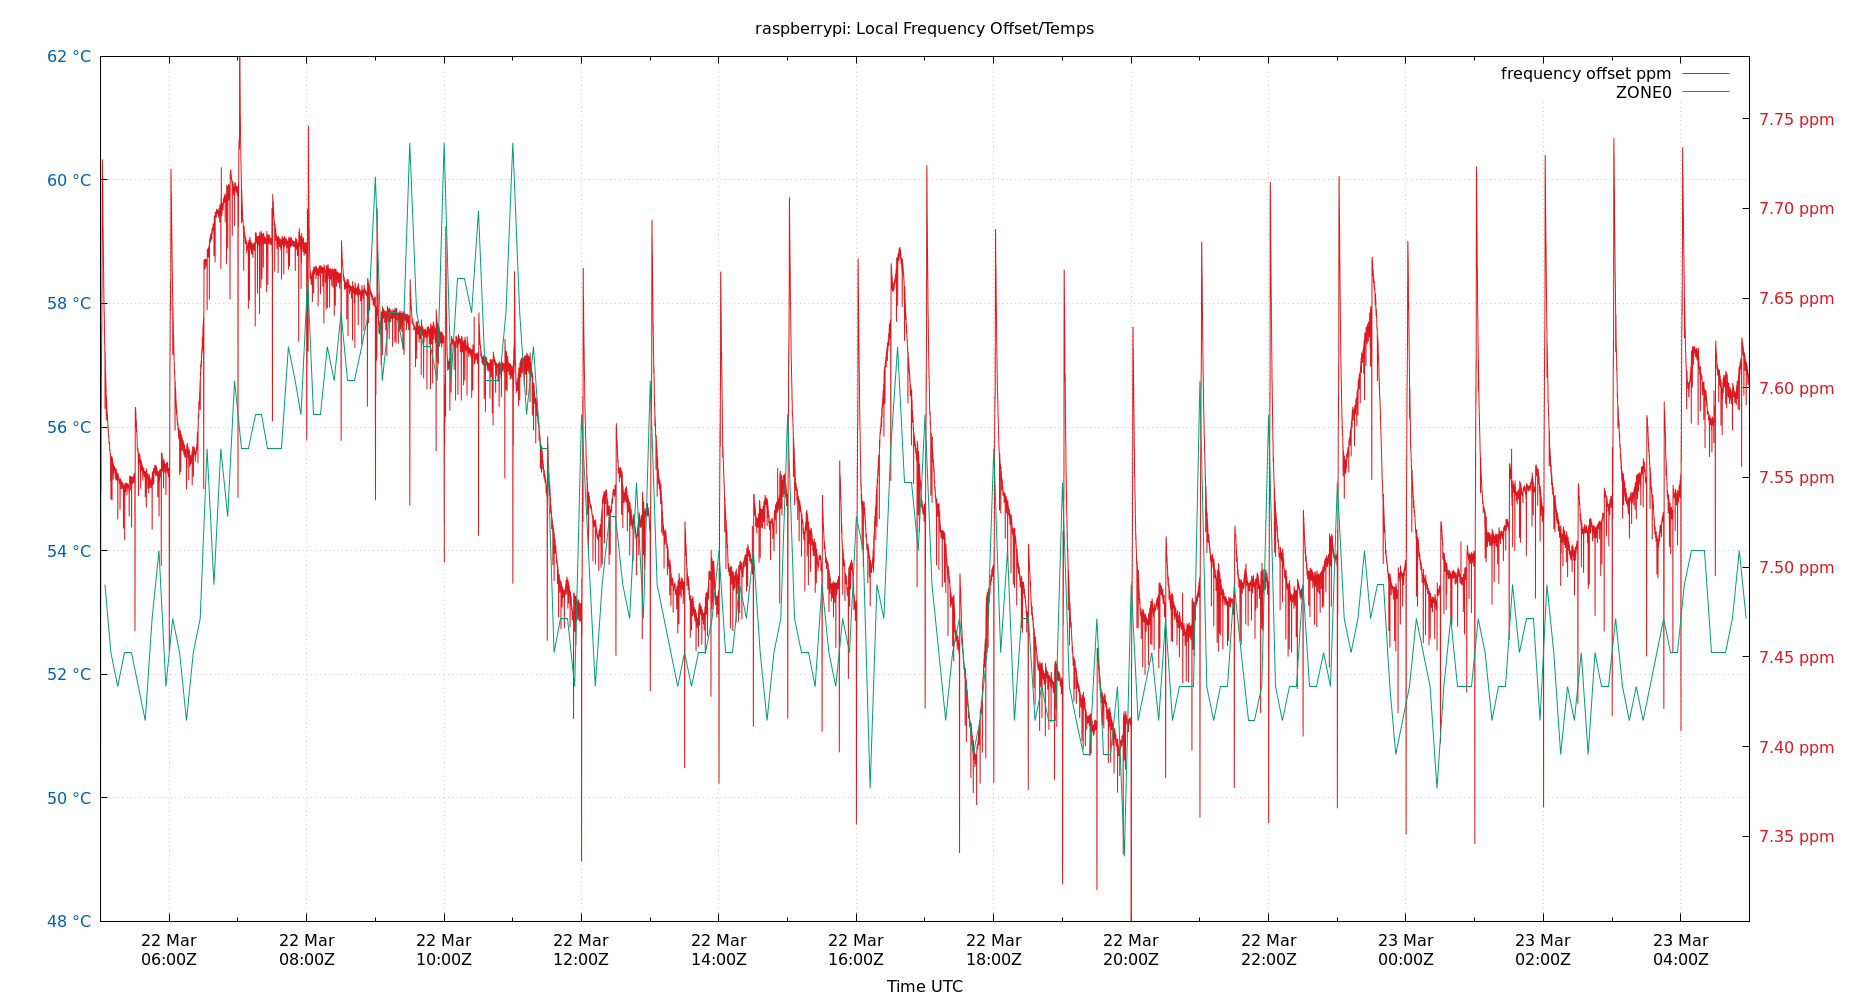 raspberrypi: Local Frequency Offset/Temps
frequency offset ppm
ZONE0
62 °C
60 °C
58 °C
56 °C
54 °C
52 °C
50 °C
48 °C
7.75 ppm
7.70 ppm
7.65 ppm
7.60 ppm
7.55 ppm
7.50 ppm
7.45 ppm
7.40 ppm
7.35 ppm
22 Mar
06:00Z
22 Mar
08:00Z
22 Mar
10:00Z
22 Mar
12:00Z
22 Mar
14:00Z
22 Mar
16:00Z
22 Mar
18:00Z
22 Mar
20:00Z
22 Mar
22:00Z
23 Mar
00:00Z
23 Mar
02:00Z
23 Mar
04:00Z
Time UTC